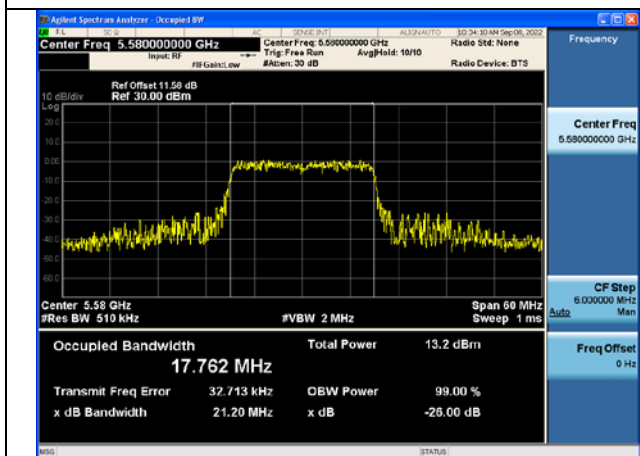 Agilent Spectrum Analyzer - Occupied BW
RL 50 Ω AC SENSE:INT ALIGNAUTO 10:34:10 AM Sep 08, 2022
Center Freq 5.580000000 GHz Center Freq: 5.580000000 GHz Radio Std: None Frequency
Input: RF Trig: Free Run Avg|Hold: 10/10
#IFGain:Low #Atten: 30 dB Radio Device: BTS
Ref Offset 11.58 dB
10 dB/div Ref 30.00 dBm
Log
20.0
10.0
0.00
-10.0
-20.0
-30.0
-40.0
-50.0
-60.0
Center Freq
5.580000000 GHz
Center 5.58 GHz Span 60 MHz
#Res BW 510 kHz #VBW 2 MHz Sweep 1 ms
CF Step
6.000000 MHz
Auto Man
Occupied Bandwidth Total Power 13.2 dBm
17.762 MHz
Transmit Freq Error 32.713 kHz OBW Power 99.00 %
x dB Bandwidth 21.20 MHz x dB -26.00 dB
Freq Offset
0 Hz
MSG STATUS